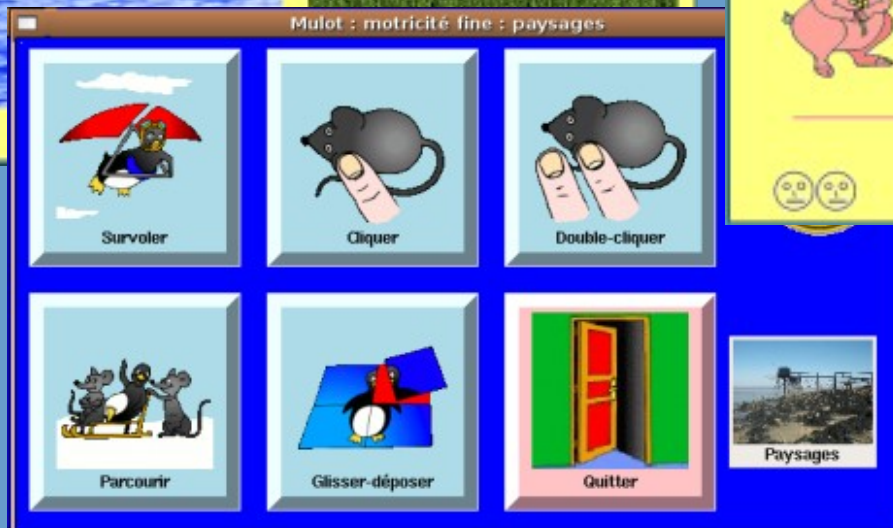 Mulot : motricité fine : paysages
Survoler
Cliquer
Double-cliquer
Parcourir
Glisser-déposer
Quitter
Paysages